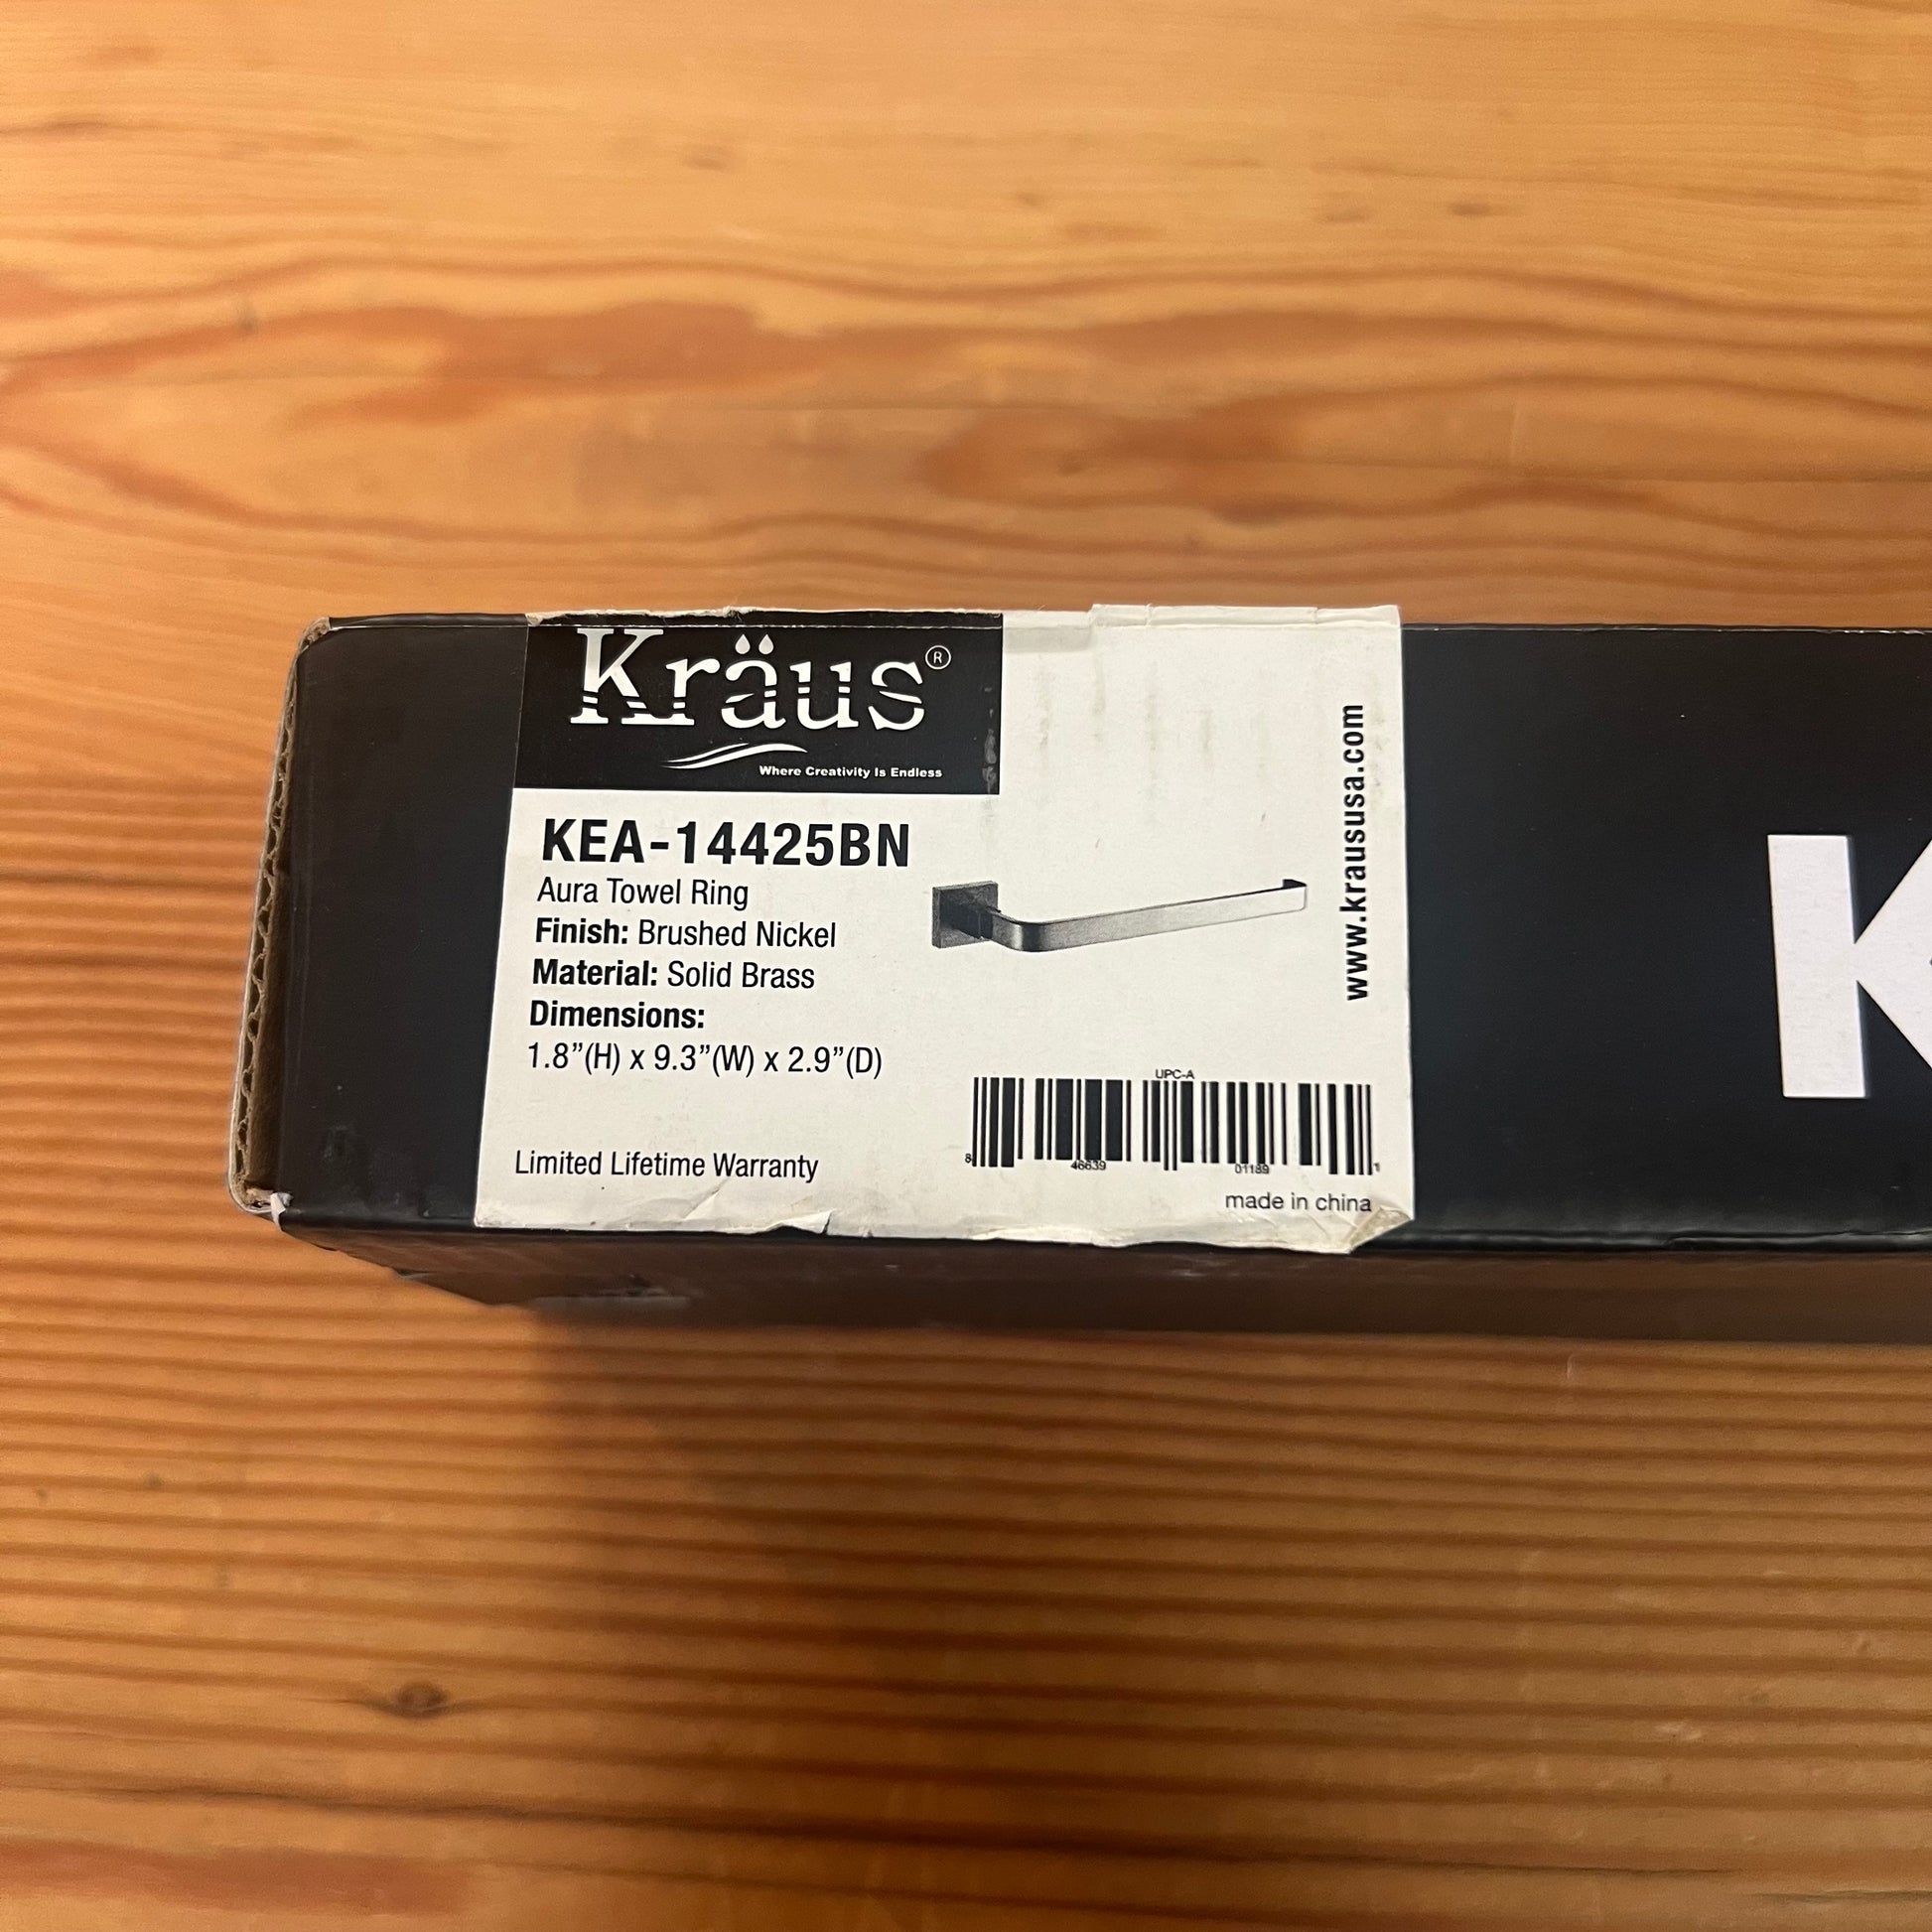 Kräus®
Where Creativity Is Endless
KEA-14425BN
Aura Towel Ring
Finish: Brushed Nickel
Material: Solid Brass
Dimensions:
1.8”(H) x 9.3”(W) x 2.9”(D)
Limited Lifetime Warranty
www.kraususa.com
UPC-A
8 46639 01189 1
made in china
K